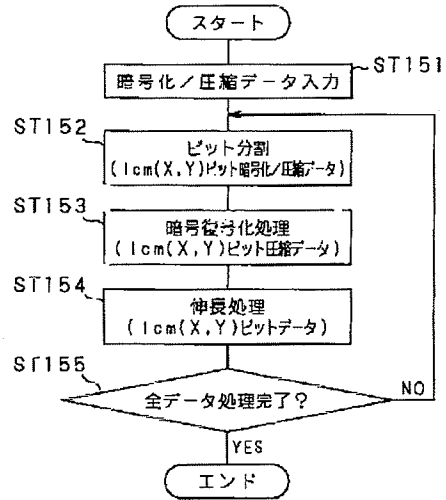 スタート
ST151
暗号化／圧縮データ入力
ST152
ビット分割
(lcm(X,Y)ビット暗号化/圧縮データ)
ST153
暗号復号化処理
(lcm(X,Y)ビット圧縮データ)
ST154
伸長処理
(lcm(X,Y)ビットデータ)
ST155
全データ処理完了?
NO
YES
エンド